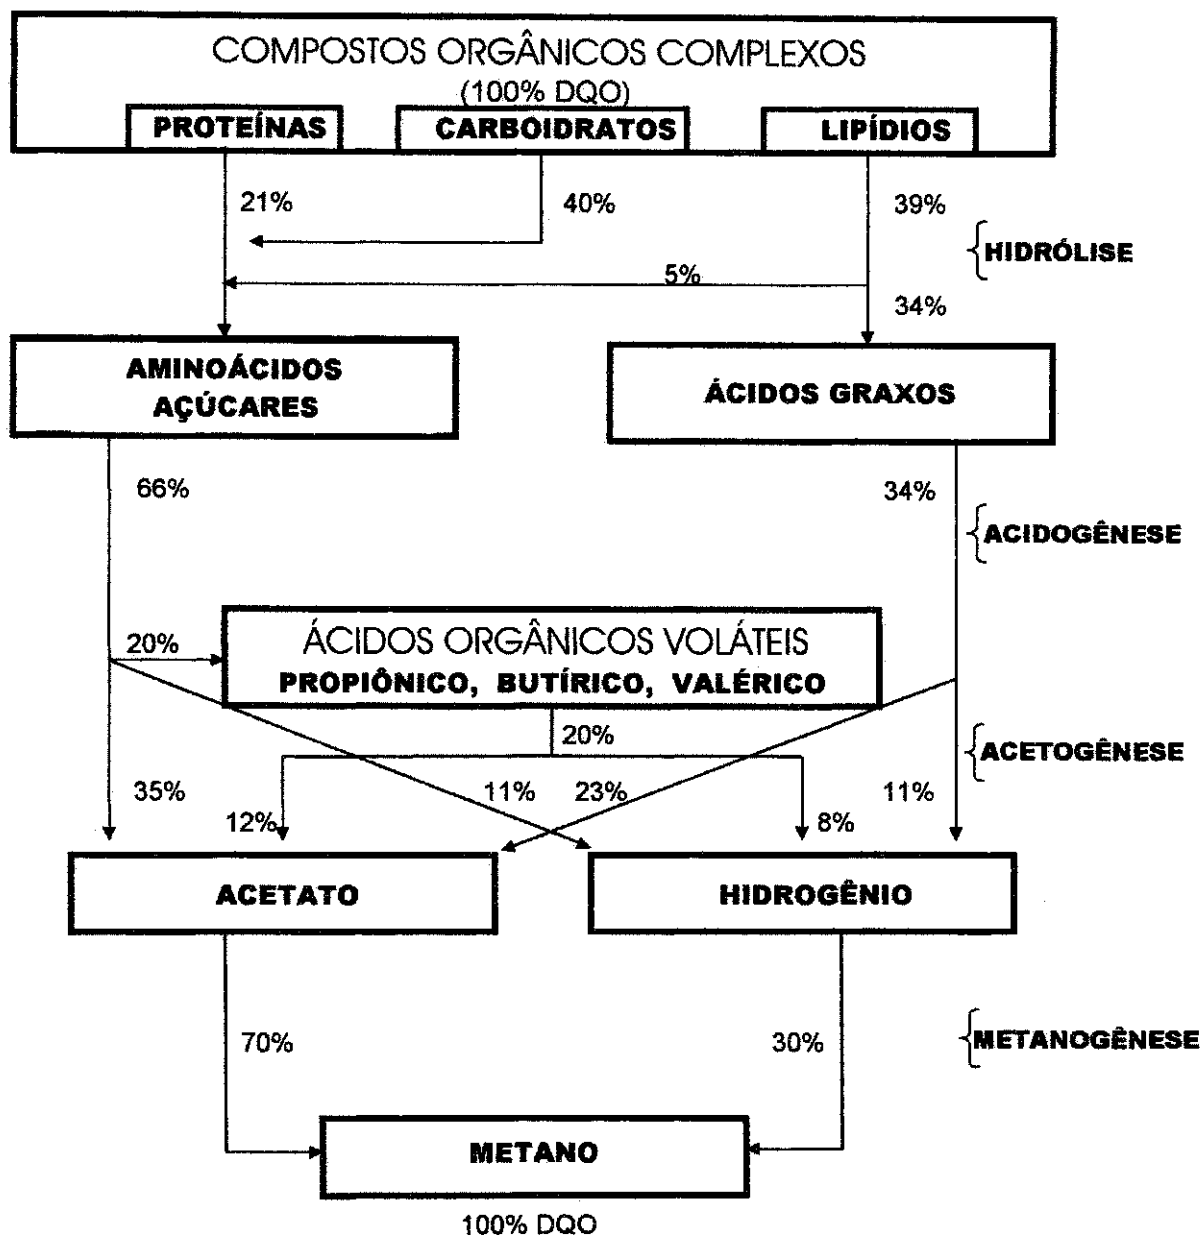 COMPOSTOS ORGÂNICOS COMPLEXOS
(100% DQO)
PROTEÍNAS
CARBOIDRATOS
LIPÍDIOS
21%
40%
39%
HIDRÓLISE
5%
34%
AMINOÁCIDOS
AÇÚCARES
ÁCIDOS GRAXOS
66%
34%
ACIDOGÊNESE
20%
ÁCIDOS ORGÂNICOS VOLÁTEIS
PROPIÔNICO, BUTÍRICO, VALÉRICO
20%
ACETOGÊNESE
35%
11%
23%
11%
12%
8%
ACETATO
HIDROGÊNIO
70%
30%
METANOGÊNESE
METANO
100% DQO